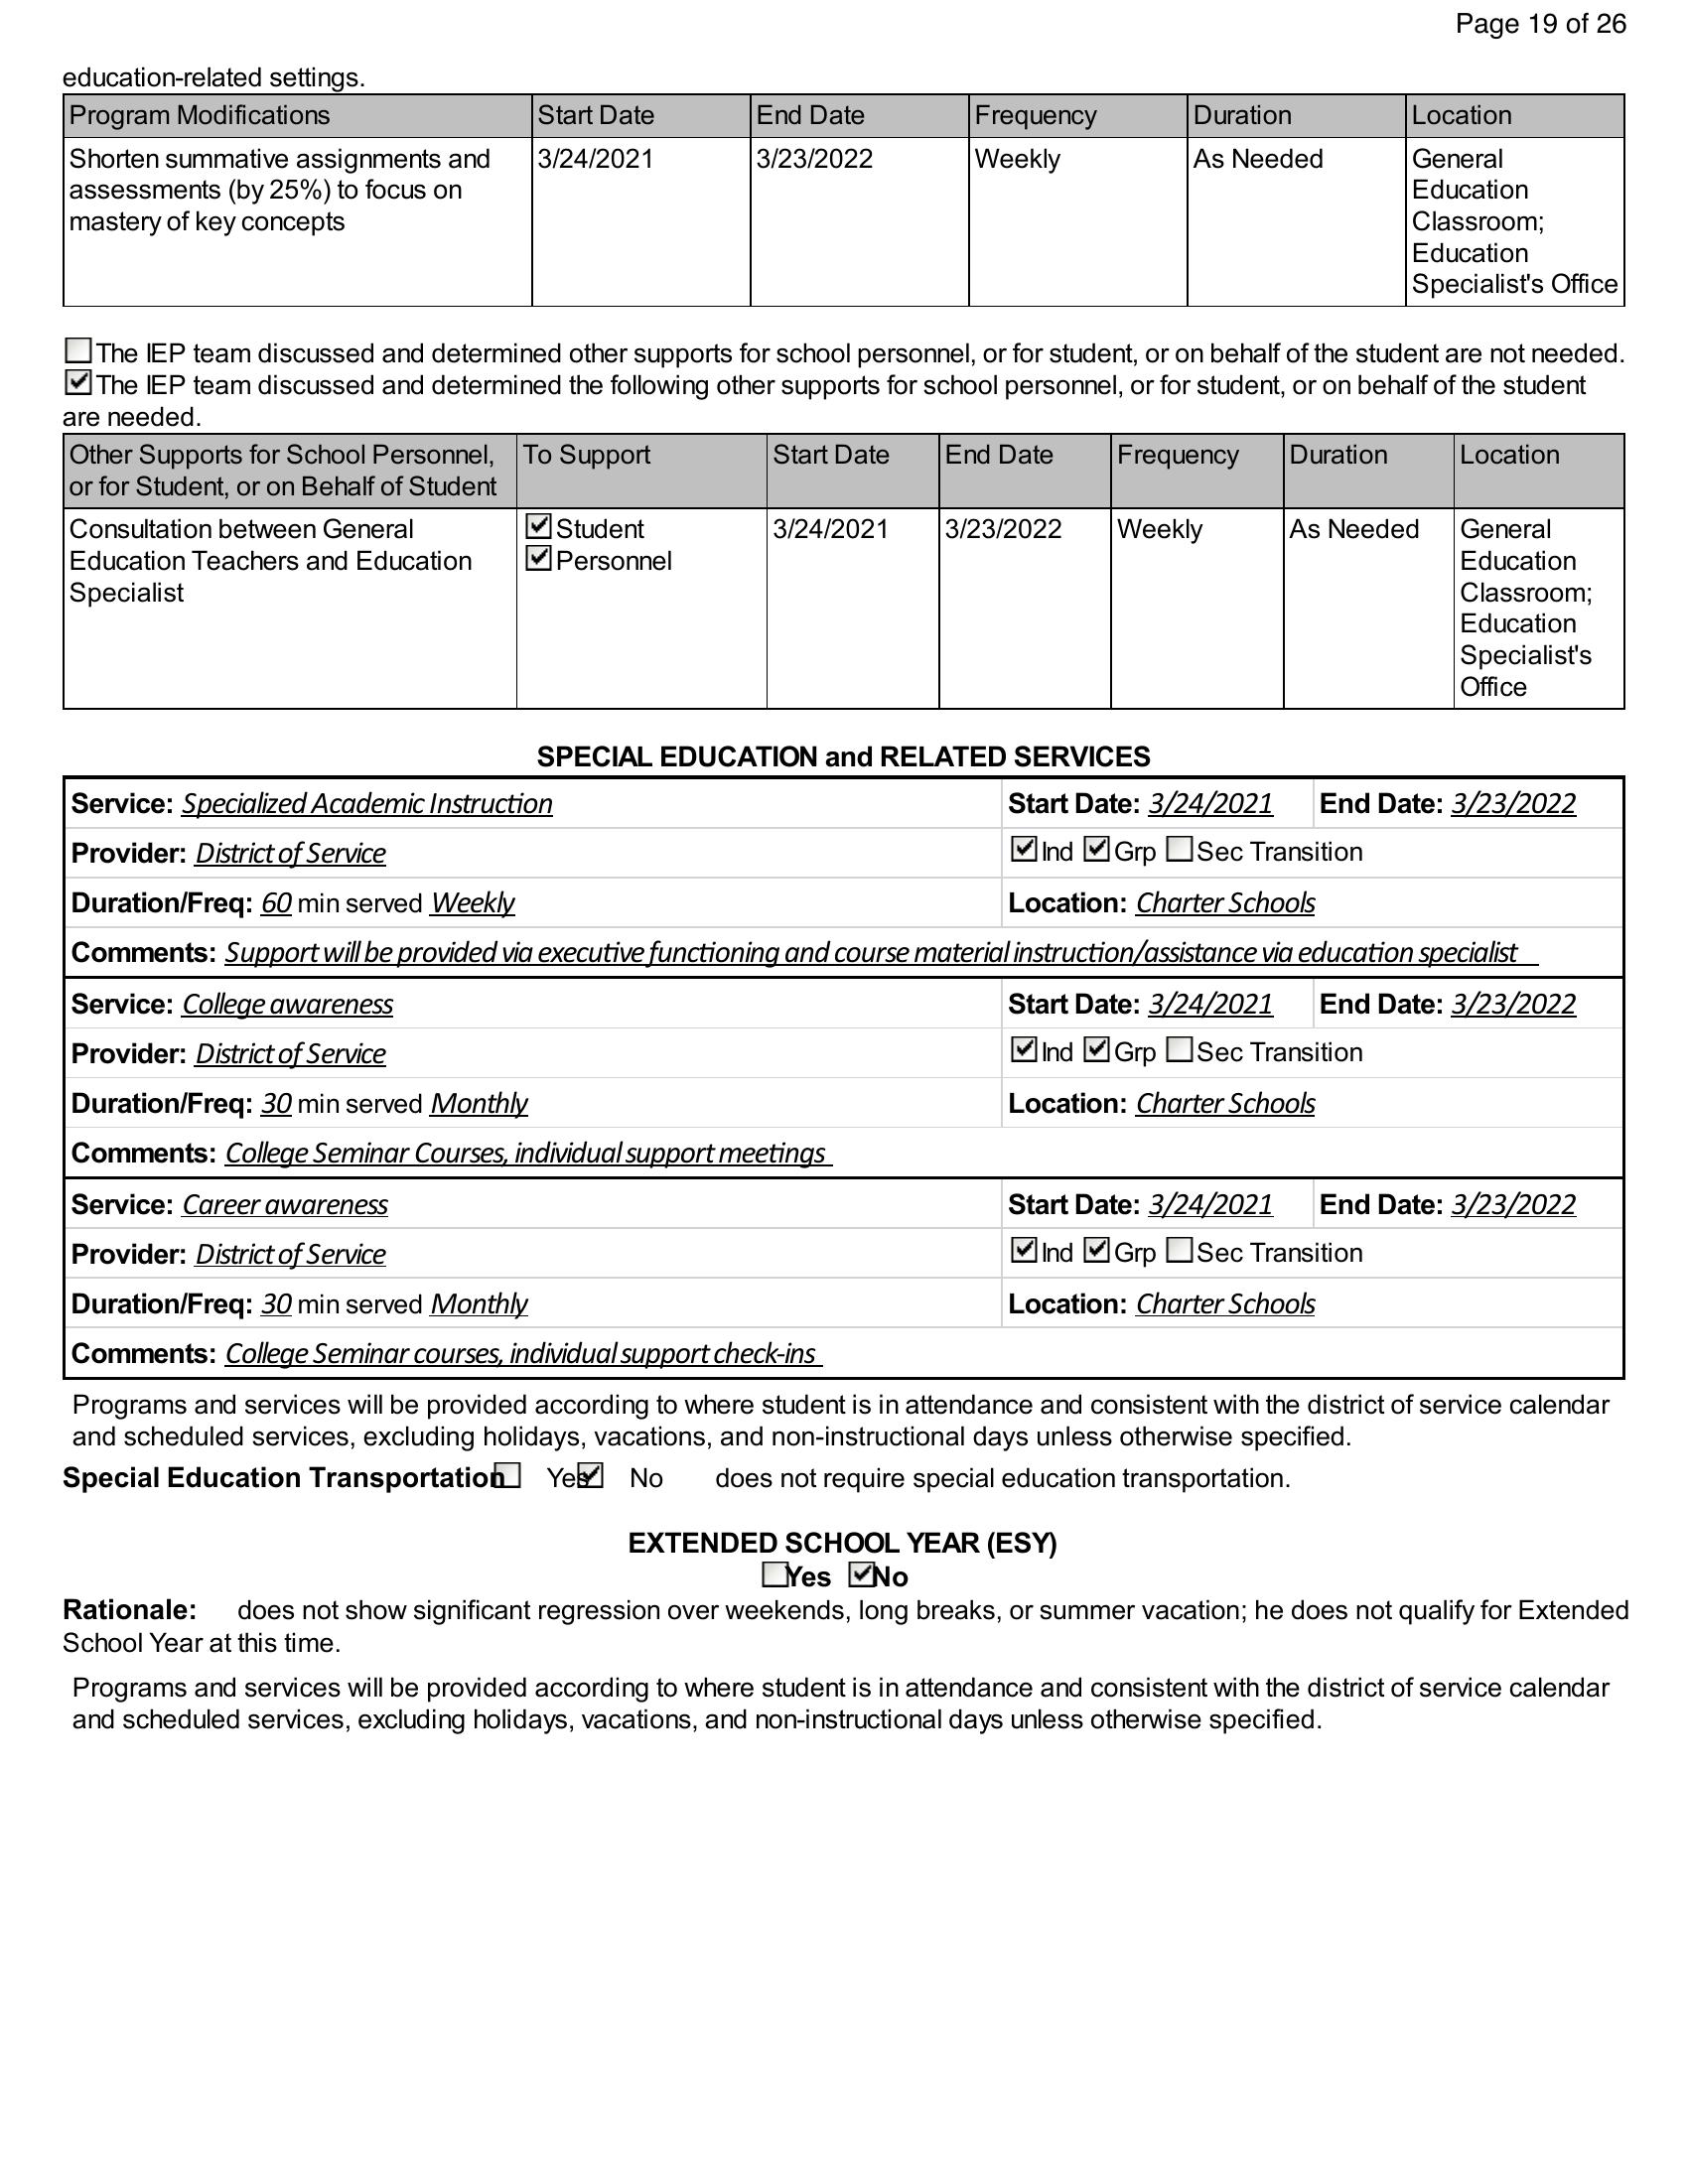 Page 19 of 26
education-related settings.
Program Modifications Start Date End Date Frequency Duration Location
Shorten summative assignments and 3/24/2021 3/23/2022 Weekly As Needed General
assessments (by 25%) to focus on Education
mastery of key concepts Classroom;
Education
Specialist's Office
The IEP team discussed and determined other supports for school personnel, or for student, or on behalf of the student are not needed.
The IEP team discussed and determined the following other supports for school personnel, or for student, or on behalf of the student
are needed.
Other Supports for School Personnel, To Support Start Date End Date Frequency Duration Location
or for Student, or on Behalf of Student
Consultation between General Student 3/24/2021 3/23/2022 Weekly As Needed General
Education Teachers and Education Personnel Education
Specialist Classroom;
Education
Specialist's
Office
SPECIAL EDUCATION and RELATED SERVICES
Service: Specialized Academic Instruction Start Date: 3/24/2021 End Date: 3/23/2022
Provider: District of Service Ind Grp Sec Transition
Duration/Freq: 60 min served Weekly Location: Charter Schools
Comments: Support will be provided via executive functioning and course material instruction/assistance via education specialist
Service: College awareness Start Date: 3/24/2021 End Date: 3/23/2022
Provider: District of Service Ind Grp Sec Transition
Duration/Freq: 30 min served Monthly Location: Charter Schools
Comments: College Seminar Courses, individual support meetings
Service: Career awareness Start Date: 3/24/2021 End Date: 3/23/2022
Provider: District of Service Ind Grp Sec Transition
Duration/Freq: 30 min served Monthly Location: Charter Schools
Comments: College Seminar courses, individual support check-ins
Programs and services will be provided according to where student is in attendance and consistent with the district of service calendar
and scheduled services, excluding holidays, vacations, and non-instructional days unless otherwise specified.
Special Education Transportation Yes No does not require special education transportation.
EXTENDED SCHOOL YEAR (ESY)
Yes No
Rationale: does not show significant regression over weekends, long breaks, or summer vacation; he does not qualify for Extended
School Year at this time.
Programs and services will be provided according to where student is in attendance and consistent with the district of service calendar
and scheduled services, excluding holidays, vacations, and non-instructional days unless otherwise specified.